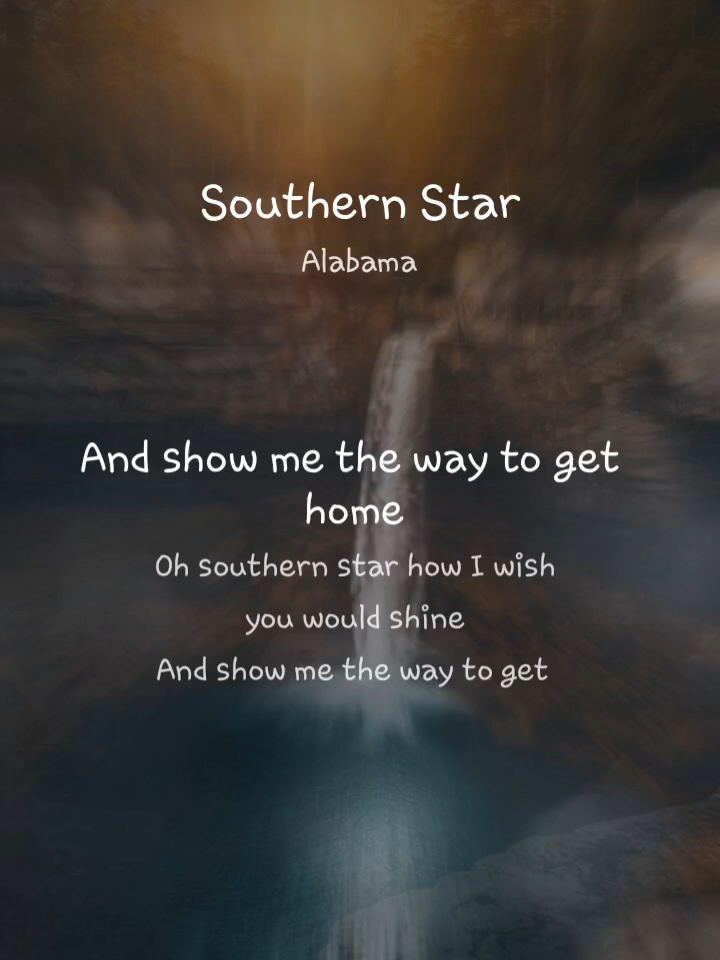 Southern Star
Alabama
And show me the way to get
home
Oh southern star how I wish
you would shine
And show me the way to get